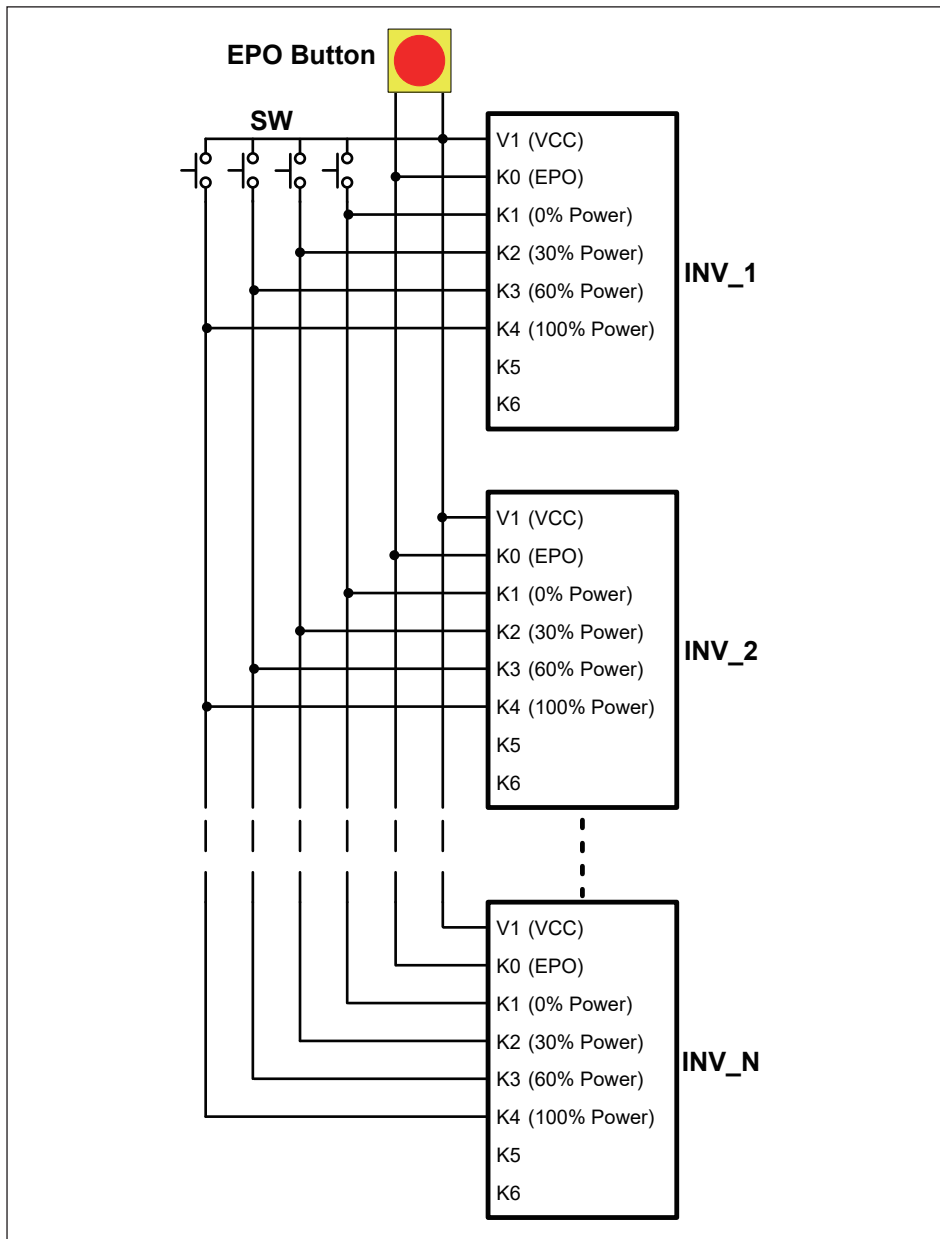 EPO Button
SW
V1 (VCC)
K0 (EPO)
K1 (0% Power)
K2 (30% Power)
K3 (60% Power)
K4 (100% Power)
K5
K6
INV_1
V1 (VCC)
K0 (EPO)
K1 (0% Power)
K2 (30% Power)
K3 (60% Power)
K4 (100% Power)
K5
K6
INV_2
V1 (VCC)
K0 (EPO)
K1 (0% Power)
K2 (30% Power)
K3 (60% Power)
K4 (100% Power)
K5
K6
INV_N